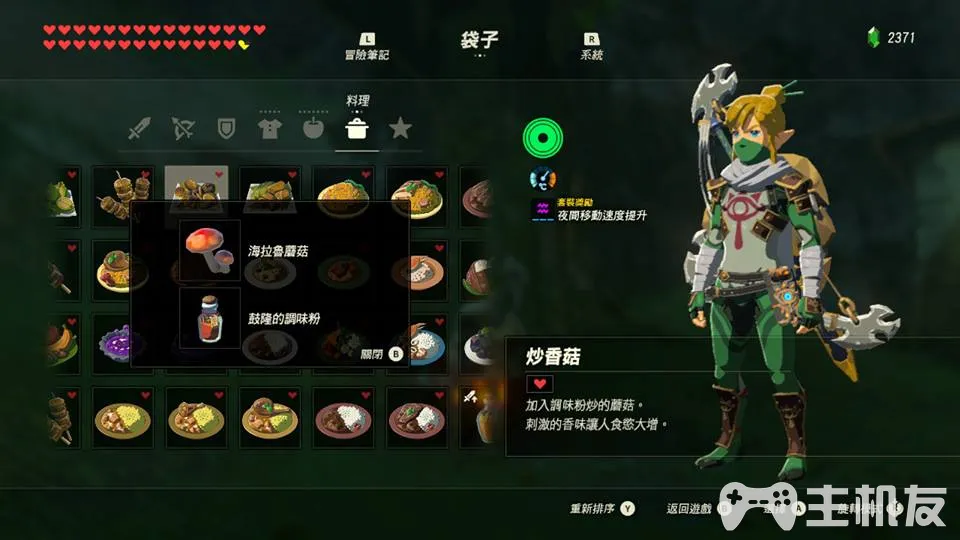 L
冒險筆記
袋子
R
系統
2371
料理
套裝獎勵
夜間移動速度提升
海拉魯蘑菇
鼓隆的調味粉
關閉 B
炒香菇
加入調味粉炒的蘑菇。
刺激的香味讓人食慾大增。
重新排序 Y
返回遊戲
選擇 A
主机友